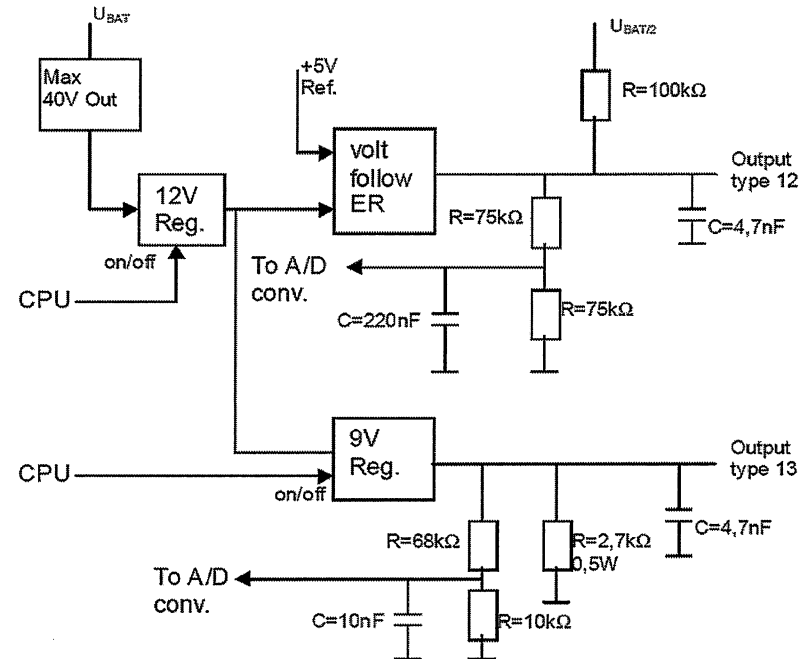 UBAT
Max
40V Out
+5V
Ref.
UBAT/2
R=100kΩ
volt
follow
ER
Output
type 12
12V
Reg.
R=75kΩ
C=4,7nF
on/off
To A/D
conv.
CPU
C=220nF
R=75kΩ
9V
Reg.
Output
type 13
CPU
on/off
R=68kΩ
R=2,7kΩ
0,5W
C=4,7nF
To A/D
conv.
C=10nF
R=10kΩ